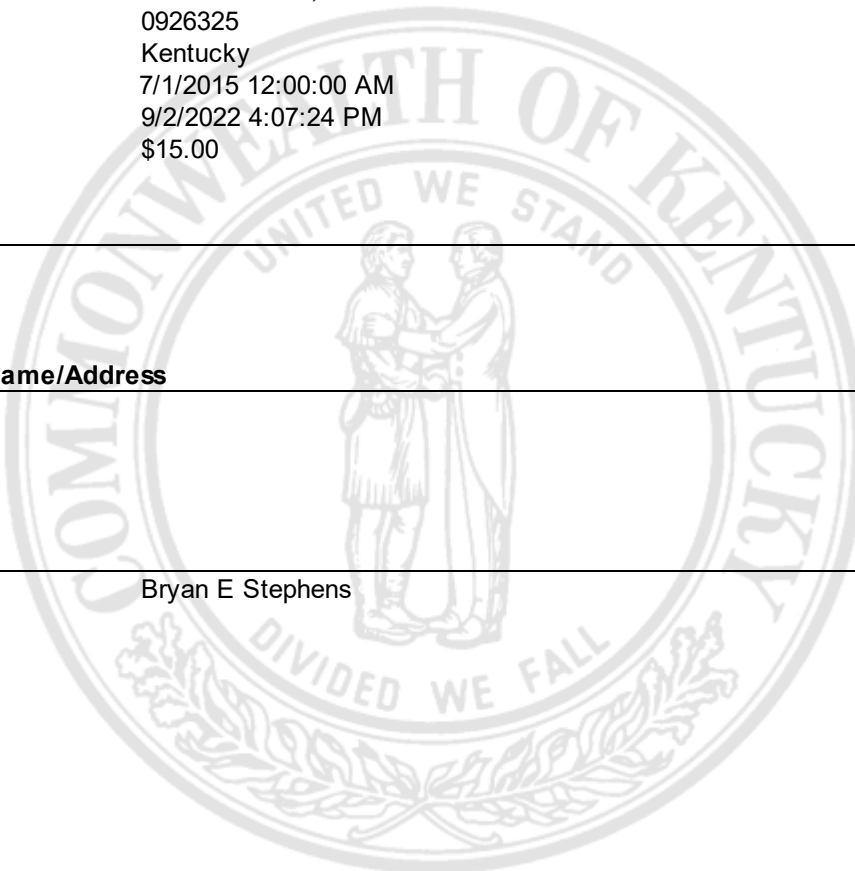 0926325
Kentucky
7/1/2015 12:00:00 AM
9/2/2022 4:07:24 PM
$15.00
COMMONWEALTH OF KENTUCKY
UNITED WE STAND
ame/Address
Bryan E Stephens
DIVIDED WE FALL